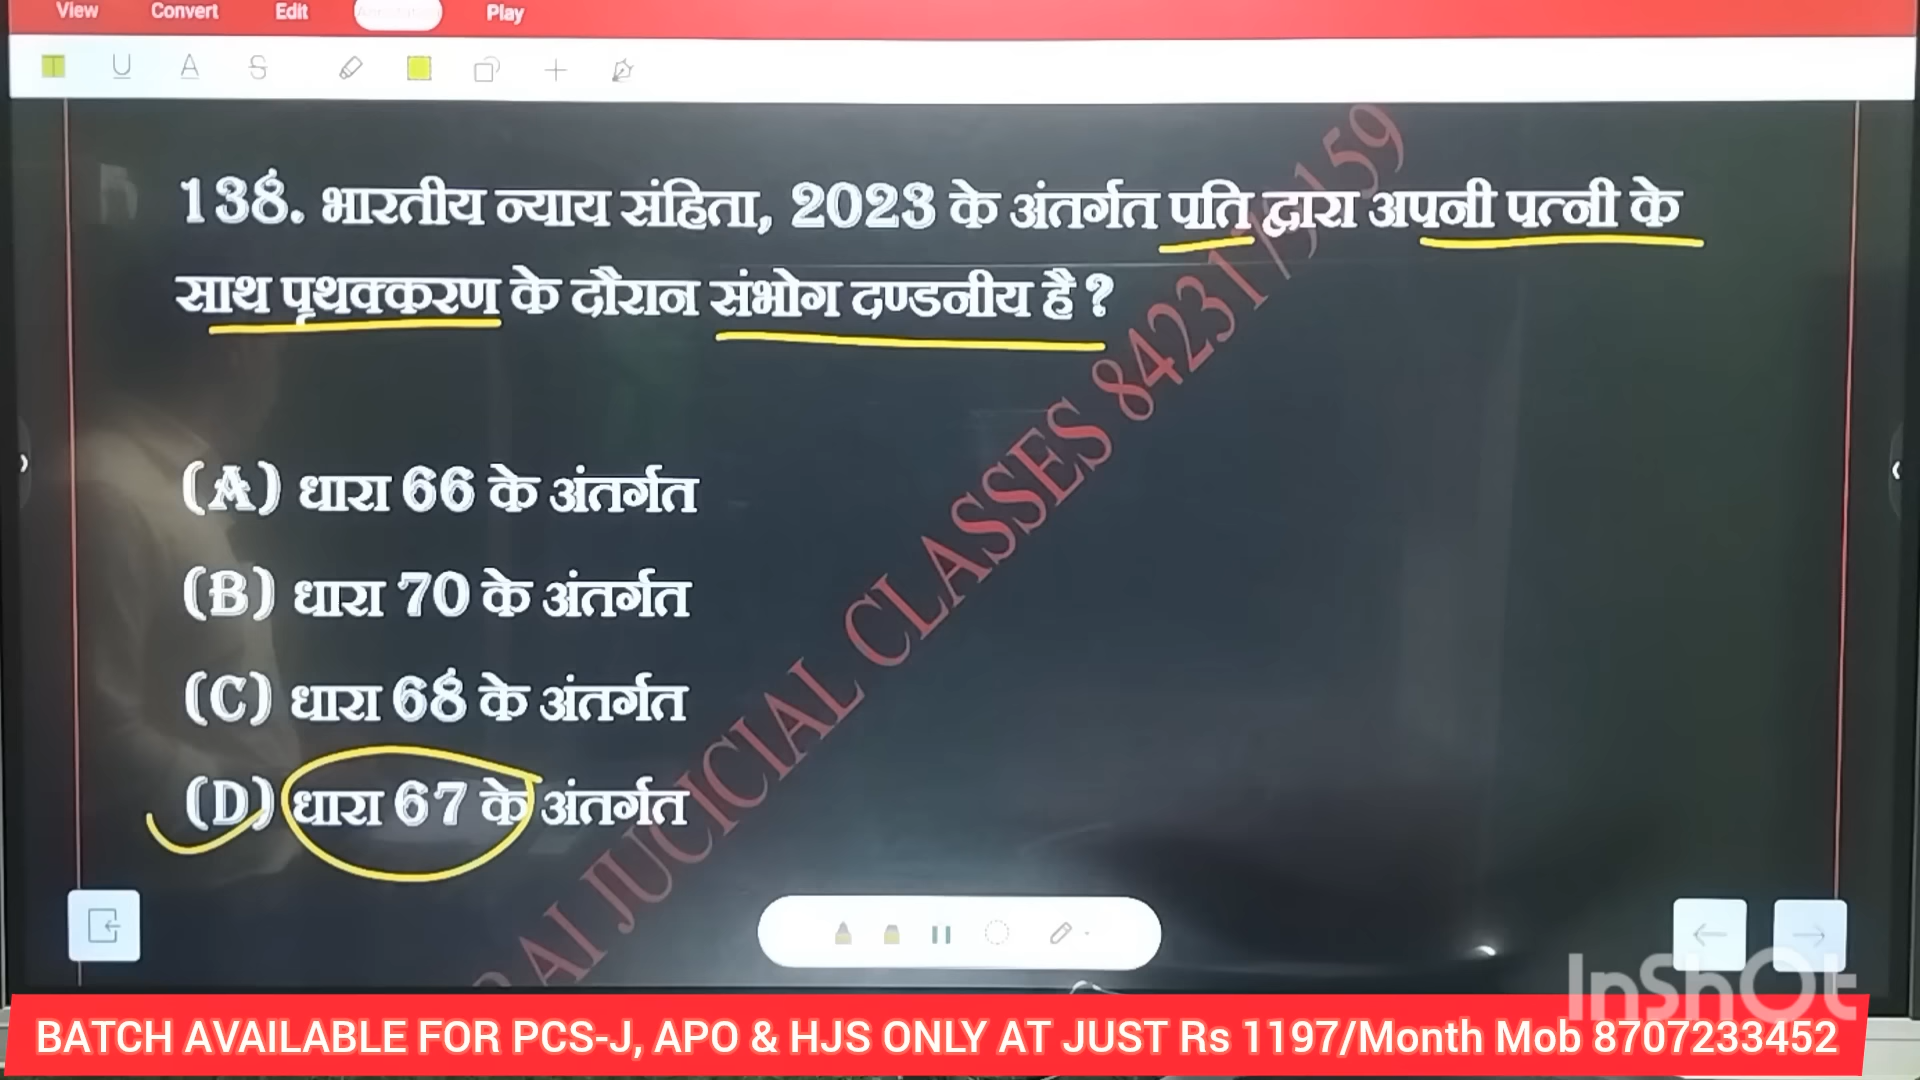 View Convert Edit Play
138. भारतीय न्याय संहिता, 2023 के अंतर्गत पति द्वारा अपनी पत्नी के
साथ पृथक्करण के दौरान संभोग दण्डनीय है ?
(A) धारा 66 के अंतर्गत
(B) धारा 70 के अंतर्गत
(C) धारा 68 के अंतर्गत
(D) धारा 67 के अंतर्गत
RAI JUCICIAL CLASSES
InShOt
BATCH AVAILABLE FOR PCS-J, APO & HJS ONLY AT JUST Rs 1197/Month Mob 8707233452